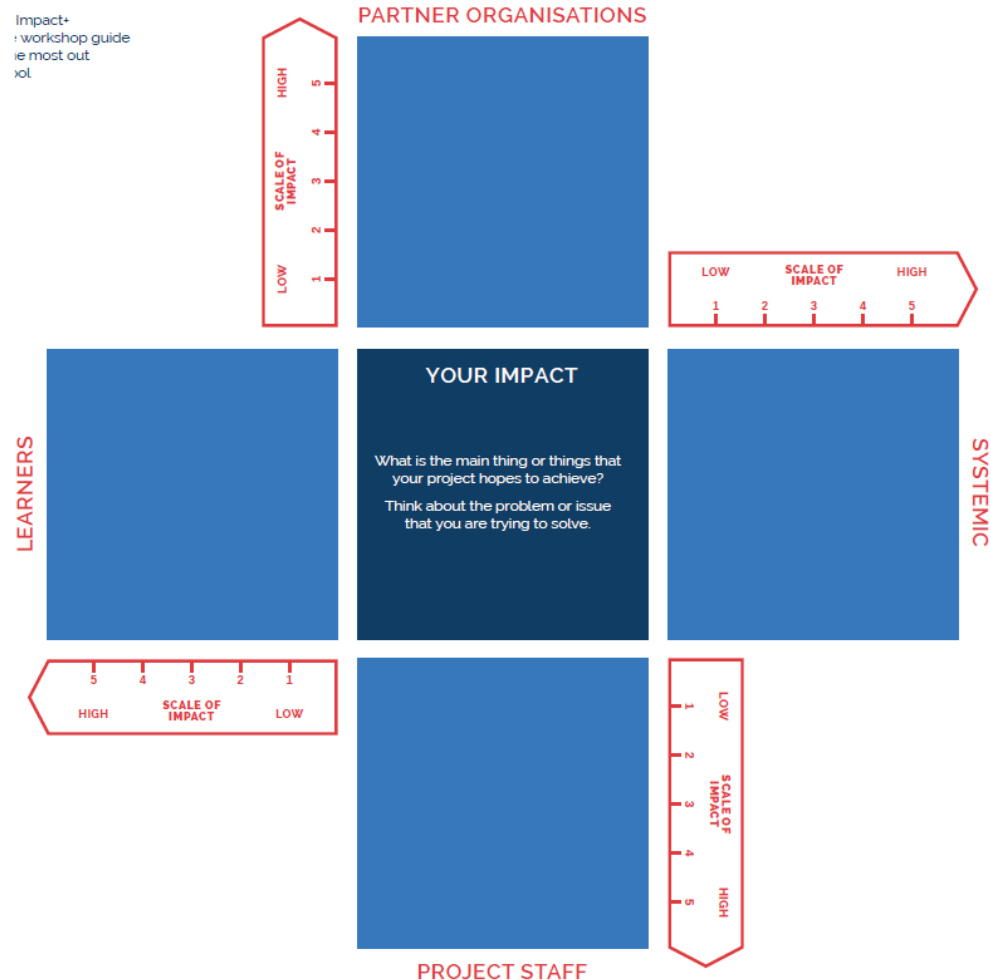 Impact+
workshop guide
most out
PARTNER ORGANISATIONS
HIGH
SCALE OF
IMPACT
LOW
5
4
3
2
1
LOW
SCALE OF
IMPACT
HIGH
1 2 3 4 5
LEARNERS
YOUR IMPACT
What is the main thing or things that
your project hopes to achieve?
Think about the problem or issue
that you are trying to solve.
SYSTEMIC
5 4 3 2 1
HIGH
SCALE OF
IMPACT
LOW
1
2
3
4
5
LOW
SCALE OF
IMPACT
HIGH
PROJECT STAFF